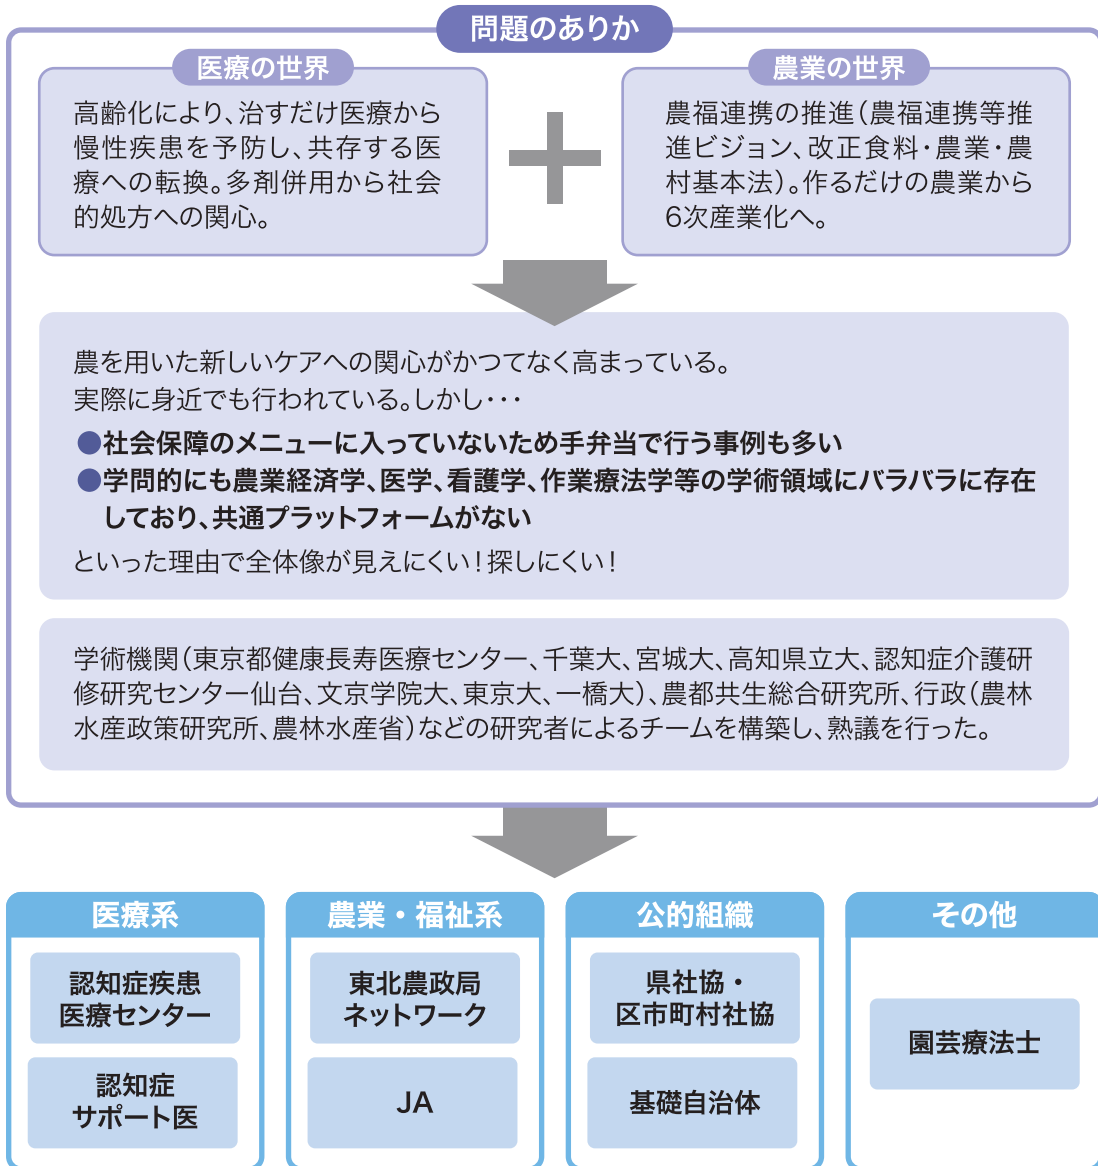 問題のありか
医療の世界
高齢化により、治すだけ医療から
慢性疾患を予防し、共存する医
療への転換。多剤併用から社会
的処方への関心。
農業の世界
農福連携の推進(農福連携等推
進ビジョン、改正食料・農業・農
村基本法)。作るだけの農業から
6次産業化へ。
農を用いた新しいケアへの関心がかつてなく高まっている。
実際に身近でも行われている。しかし・・・
●社会保障のメニューに入っていないため手弁当で行う事例も多い
●学問的にも農業経済学、医学、看護学、作業療法学等の学術領域にバラバラに存在
しており、共通プラットフォームがない
といった理由で全体像が見えにくい!探しにくい!
学術機関(東京都健康長寿医療センター、千葉大、宮城大、高知県立大、認知症介護研
修研究センター仙台、文京学院大、東京大、一橋大)、農都共生総合研究所、行政(農林
水産政策研究所、農林水産省)などの研究者によるチームを構築し、熟議を行った。
医療系
認知症疾患
医療センター
認知症
サポート医
農業・福祉系
東北農政局
ネットワーク
JA
公的組織
県社協・
区市町村社協
基礎自治体
その他
園芸療法士